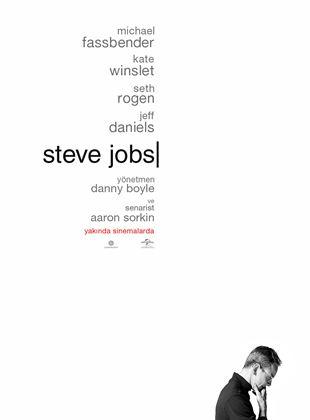 michael
fassbender
kate
winslet
seth
rogen
jeff
daniels
steve jobs
yönetmen
danny boyle
ve
senarist
aaron sorkin
yakında sinemalarda